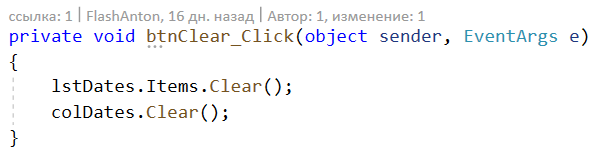 ссылка: 1 | FlashAnton, 16 дн. назад | Автор: 1, изменение: 1
private void btnClear_Click(object sender, EventArgs e)
{
    lstDates.Items.Clear();
    colDates.Clear();
}